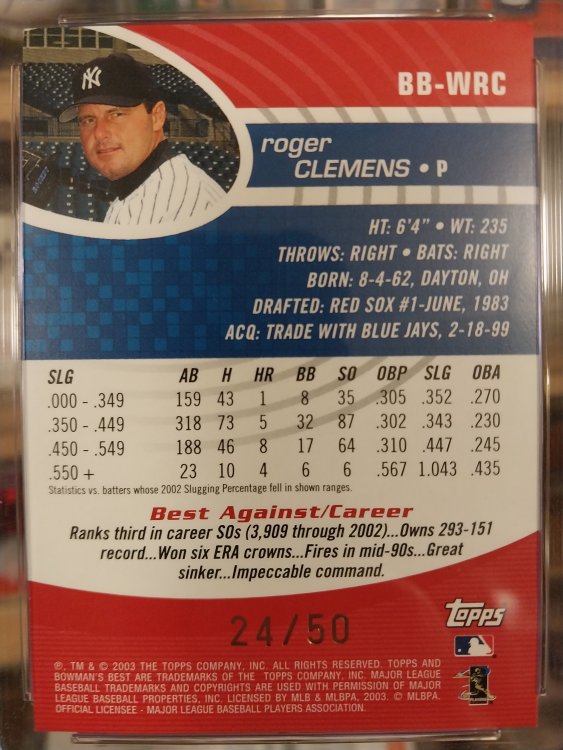 NY
BB-WRC
roger
CLEMENS • P
HT: 6'4" • WT: 235
THROWS: RIGHT • BATS: RIGHT
BORN: 8-4-62, DAYTON, OH
DRAFTED: RED SOX #1-JUNE, 1983
ACQ: TRADE WITH BLUE JAYS, 2-18-99
SLG AB H HR BB SO OBP SLG OBA
.000 - .349 159 43 1 8 35 .305 .352 .270
.350 - .449 318 73 5 32 87 .302 .343 .230
.450 - .549 188 46 8 17 64 .310 .447 .245
.550 + 23 10 4 6 6 .567 1.043 .435
Statistics vs. batters whose 2002 Slugging Percentage fell in shown ranges.
Best Against/Career
Ranks third in career SOs (3,909 through 2002)...Owns 293-151
record...Won six ERA crowns...Fires in mid-90s...Great
sinker...Impeccable command.
24/50
topps
®, TM & © 2003 THE TOPPS COMPANY, INC. ALL RIGHTS RESERVED. TOPPS AND
BOWMAN'S BEST ARE TRADEMARKS OF THE TOPPS COMPANY, INC. MAJOR LEAGUE
BASEBALL TRADEMARKS AND COPYRIGHTS ARE USED WITH PERMISSION OF MAJOR
LEAGUE BASEBALL PROPERTIES, INC. LICENSED BY MLB & MLBPA, 2003. © MLBPA.
OFFICIAL LICENSEE - MAJOR LEAGUE BASEBALL PLAYERS ASSOCIATION.